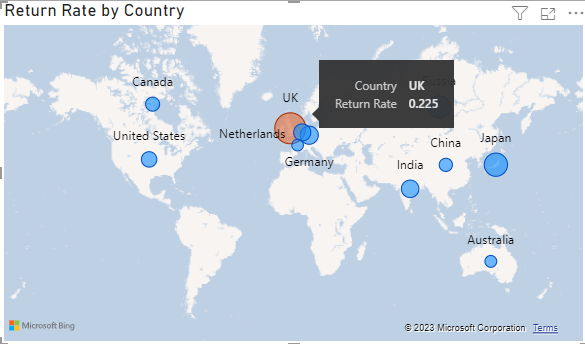 Return Rate by Country
Canada
UK
Country UK
Return Rate 0.225
United States
Netherlands
Germany
China
Japan
India
Australia
Microsoft Bing
© 2023 Microsoft Corporation Terms